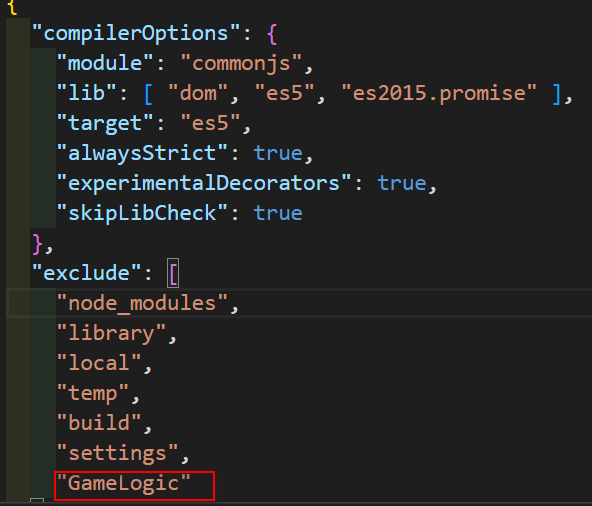 {
"compilerOptions": {
"module": "commonjs",
"lib": [ "dom", "es5", "es2015.promise" ],
"target": "es5",
"alwaysStrict": true,
"experimentalDecorators": true,
"skipLibCheck": true
},
"exclude": [
"node_modules",
"library",
"local",
"temp",
"build",
"settings",
"GameLogic"